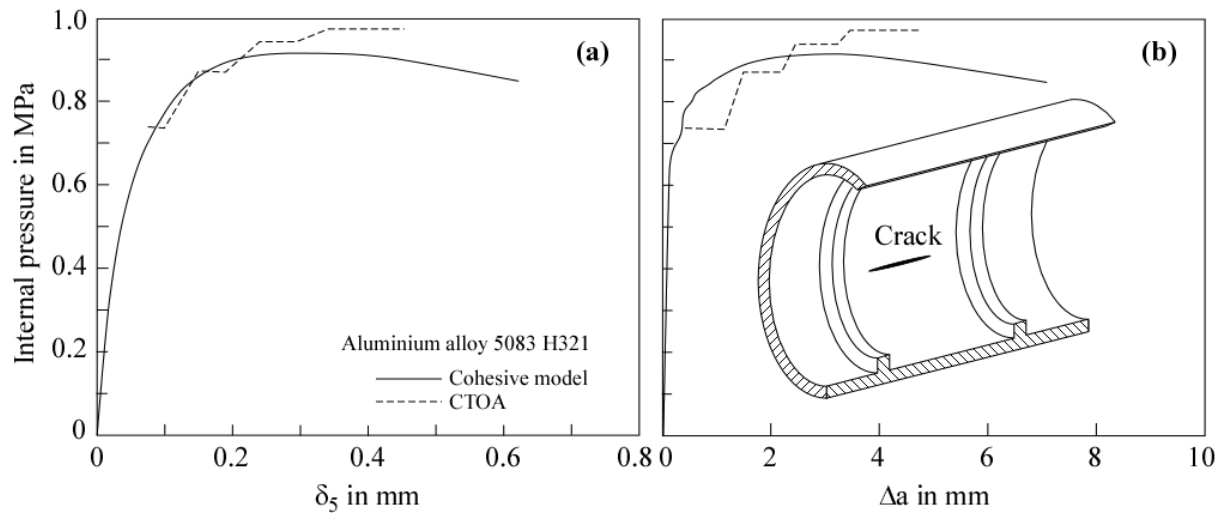 Internal pressure in MPa
1.0
0.8
0.6
0.4
0.2
0
(a)
Aluminium alloy 5083 H321
Cohesive model
CTOA
0 0.2 0.4 0.6 0.8
δ5 in mm
(b)
Crack
0 2 4 6 8 10
Δa in mm